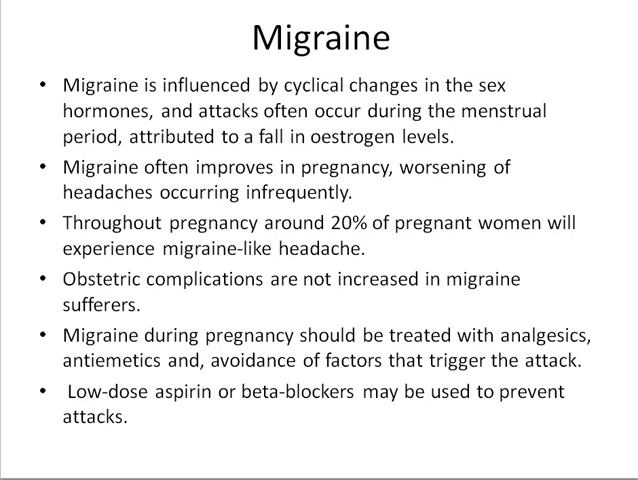 Migraine
• Migraine is influenced by cyclical changes in the sex
hormones, and attacks often occur during the menstrual
period, attributed to a fall in oestrogen levels.
• Migraine often improves in pregnancy, worsening of
headaches occurring infrequently.
• Throughout pregnancy around 20% of pregnant women will
experience migraine-like headache.
• Obstetric complications are not increased in migraine
sufferers.
• Migraine during pregnancy should be treated with analgesics,
antiemetics and, avoidance of factors that trigger the attack.
• Low-dose aspirin or beta-blockers may be used to prevent
attacks.